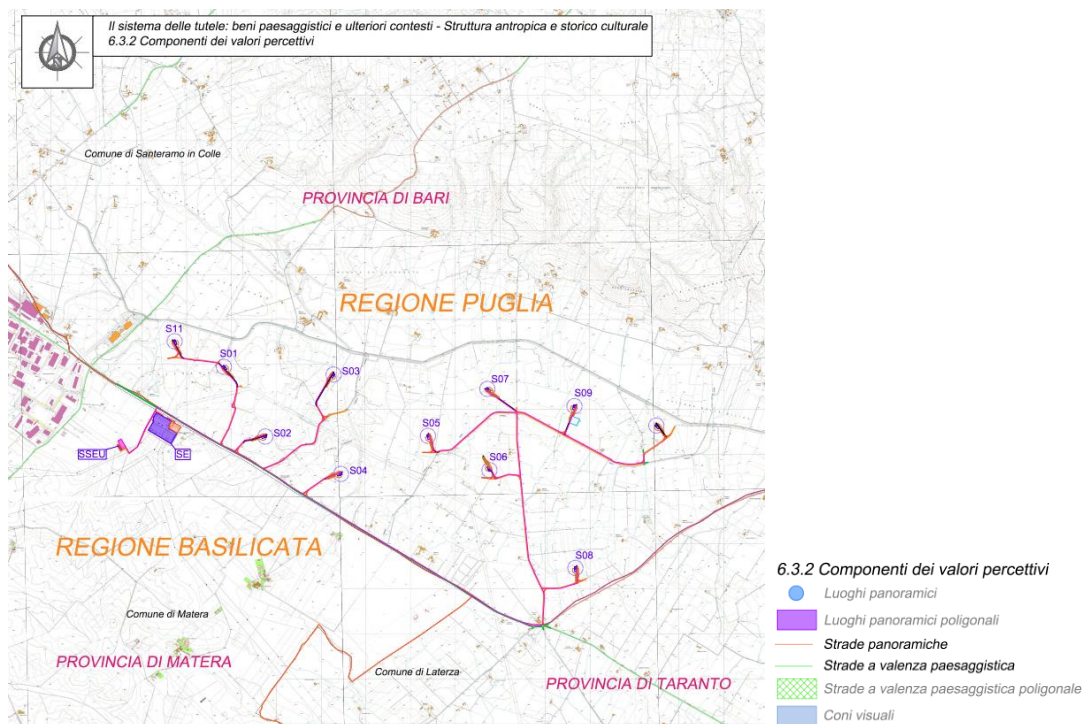 Il sistema delle tutele: beni paesaggistici e ulteriori contesti - Struttura antropica e storico culturale
6.3.2 Componenti dei valori percettivi
Comune di Santeramo in Colle
PROVINCIA DI BARI
REGIONE PUGLIA
S11
S01
S03
S07
S09
S05
S02
SSEU
SE
S06
S04
REGIONE BASILICATA
S08
Comune di Matera
PROVINCIA DI MATERA
Comune di Laterza
PROVINCIA DI TARANTO
6.3.2 Componenti dei valori percettivi
Luoghi panoramici
Luoghi panoramici poligonali
Strade panoramiche
Strade a valenza paesaggistica
Strade a valenza paesaggistica poligonale
Coni visuali